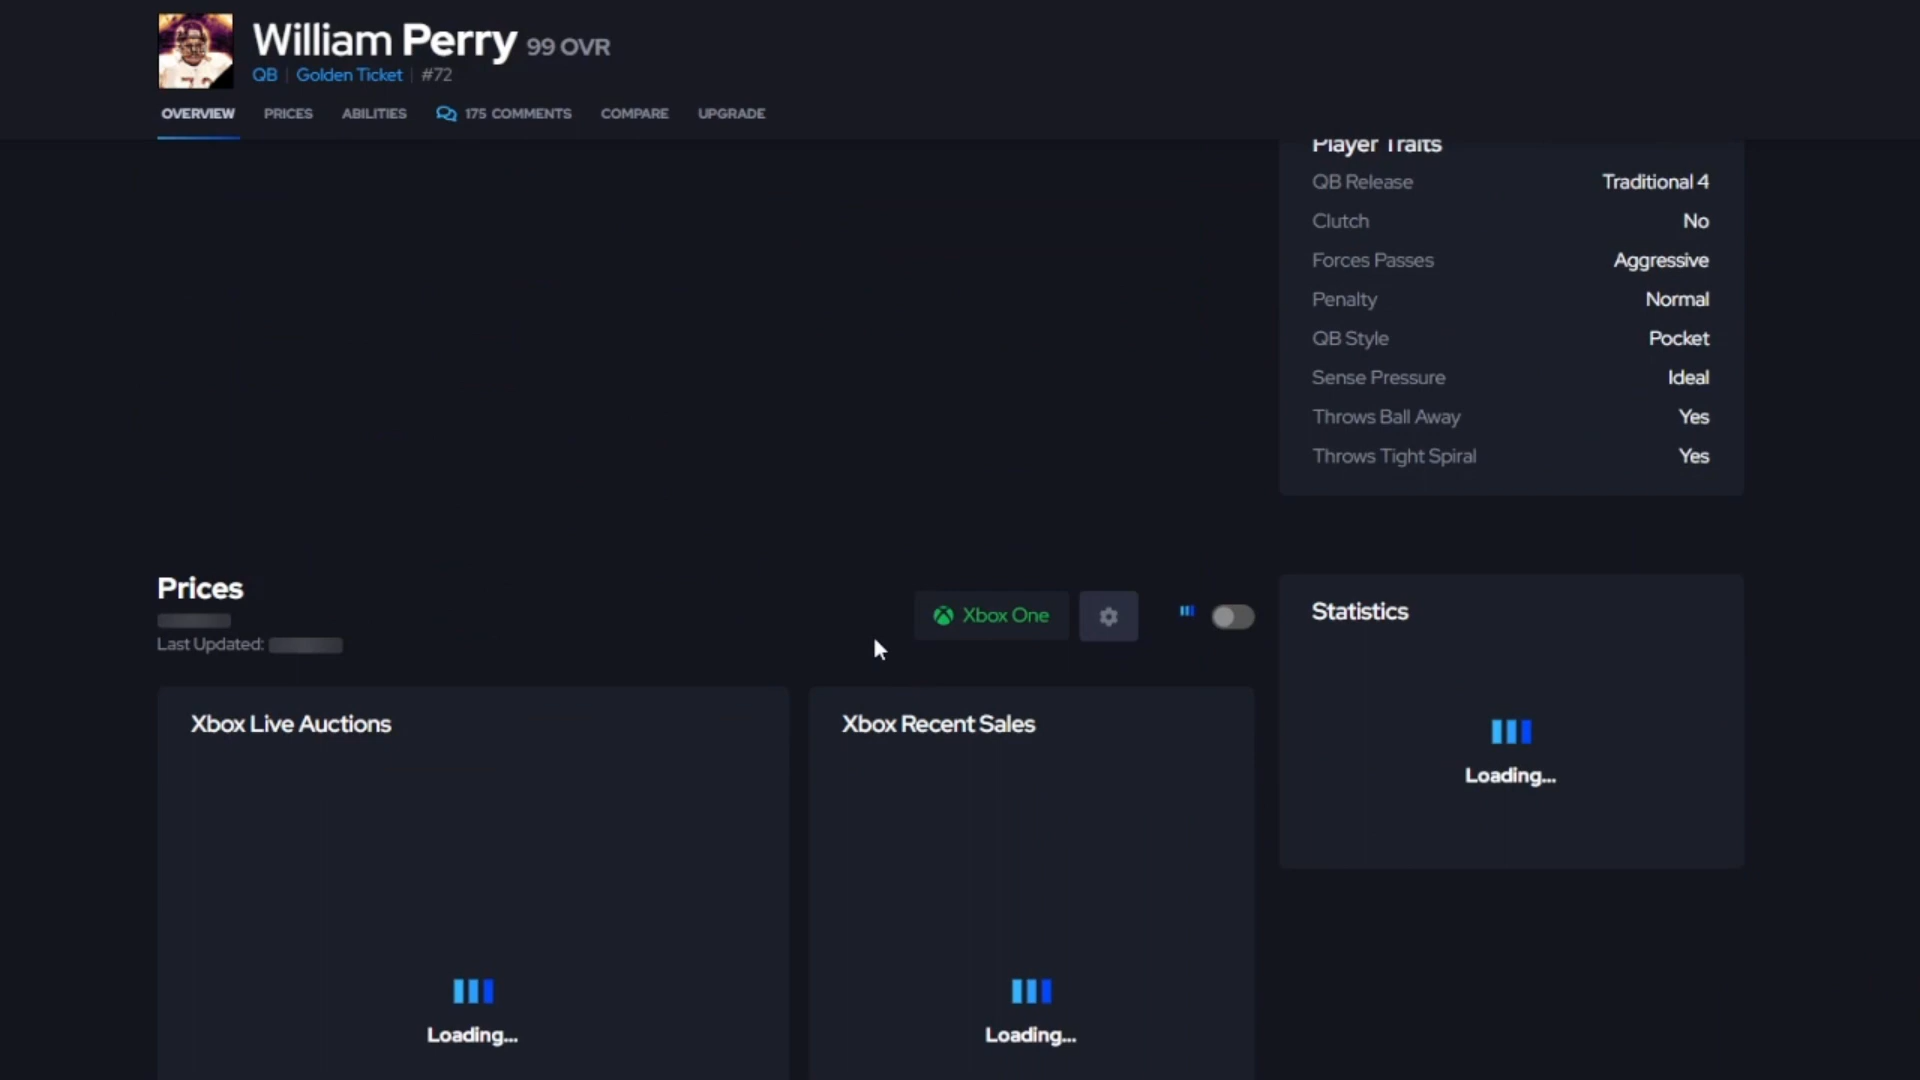 William Perry 99 OVR
QB | Golden Ticket | #72
OVERVIEW PRICES ABILITIES 175 COMMENTS COMPARE UPGRADE
Player Traits
QB Release Traditional 4
Clutch No
Forces Passes Aggressive
Penalty Normal
QB Style Pocket
Sense Pressure Ideal
Throws Ball Away Yes
Throws Tight Spiral Yes
Prices
Last Updated:
Xbox One
Statistics
Loading...
Xbox Live Auctions
Loading...
Xbox Recent Sales
Loading...